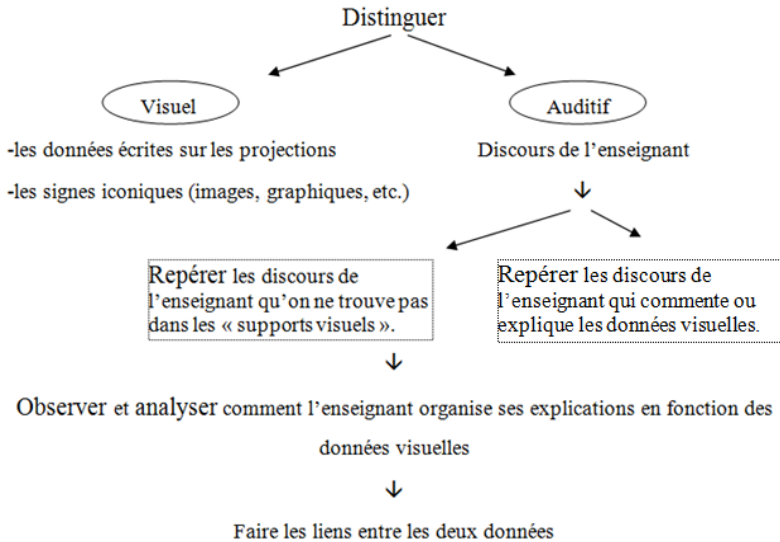 Distinguer
Visuel
Auditif
-les données écrites sur les projections
Discours de l’enseignant
-les signes iconiques (images, graphiques, etc.)
Repérer les discours de
l’enseignant qu’on ne trouve pas
dans les « supports visuels ».
Repérer les discours de
l’enseignant qui commente ou
explique les données visuelles.
Observer et analyser comment l’enseignant organise ses explications en fonction des
données visuelles
Faire les liens entre les deux données